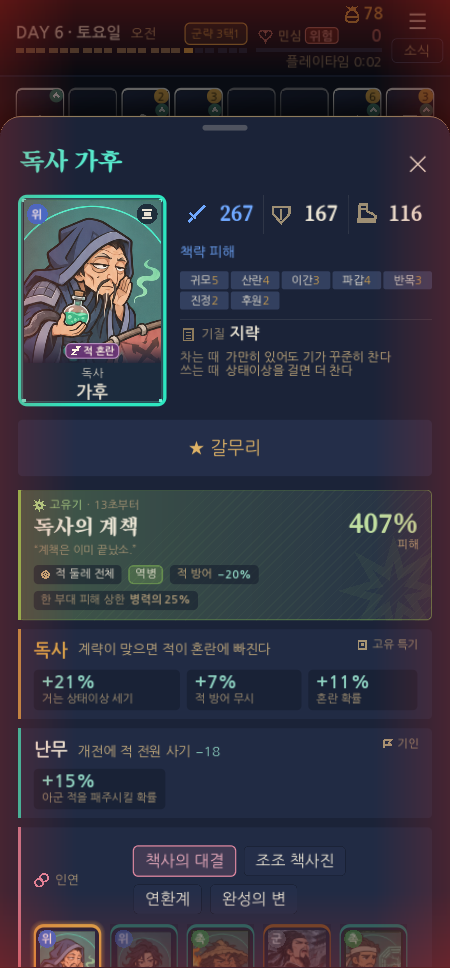 78
DAY 6 · 토요일 오전
군략 3택1
민심 위험 0
소식
플레이타임 0:02
2
3
6
3
독사 가후
위
적 혼란
독사
가후
267
167
116
책략 피해
귀모5 산란4 이간3 파갑4 반목3
진정2 후원2
기질 지략
차는 때 가만히 있어도 기가 꾸준히 찬다
쓰는 때 상태이상을 걸면 더 찬다
★ 갈무리
고유기 · 13초부터
독사의 계책
407%
피해
“계책은 이미 끝났소.”
적 둘레 전체 역병 적 방어 −20%
한 부대 피해 상한 병력의 25%
독사 계략이 맞으면 적이 혼란에 빠진다
고유 특기
+21%
거는 상태이상 세기
+7%
적 방어 무시
+11%
혼란 확률
난무 개전에 적 전원 사기 −18
기인
+15%
아군 적을 패주시킬 확률
인연
책사의 대결 조조 책사진
연환계 완성의 변
위
위
촉
군
촉